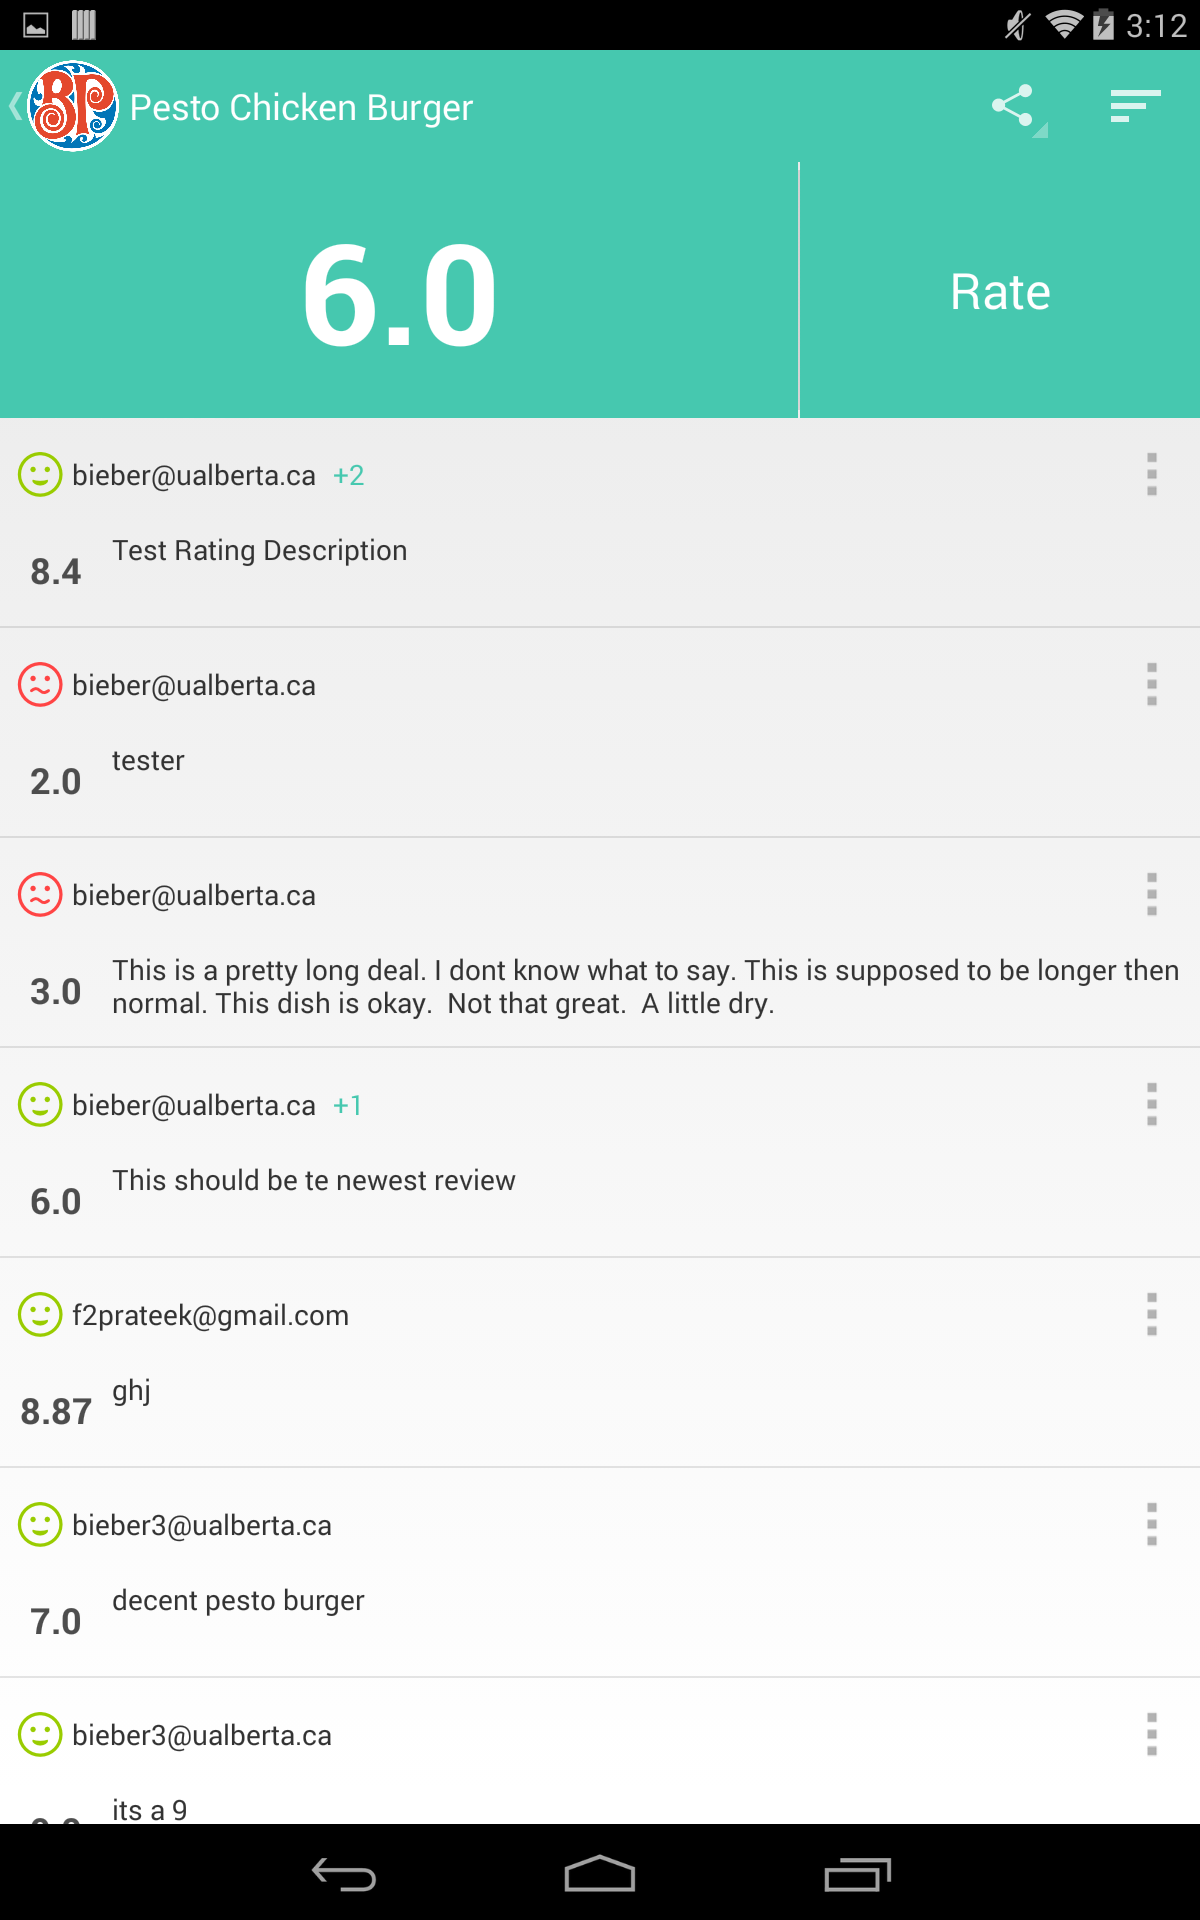 3:12
BP Pesto Chicken Burger
6.0
Rate
bieber@ualberta.ca +2
Test Rating Description
8.4
bieber@ualberta.ca
tester
2.0
bieber@ualberta.ca
This is a pretty long deal. I dont know what to say. This is supposed to be longer then
3.0
normal. This dish is okay.  Not that great.  A little dry.
bieber@ualberta.ca +1
This should be te newest review
6.0
f2prateek@gmail.com
ghj
8.87
bieber3@ualberta.ca
decent pesto burger
7.0
bieber3@ualberta.ca
its a 9